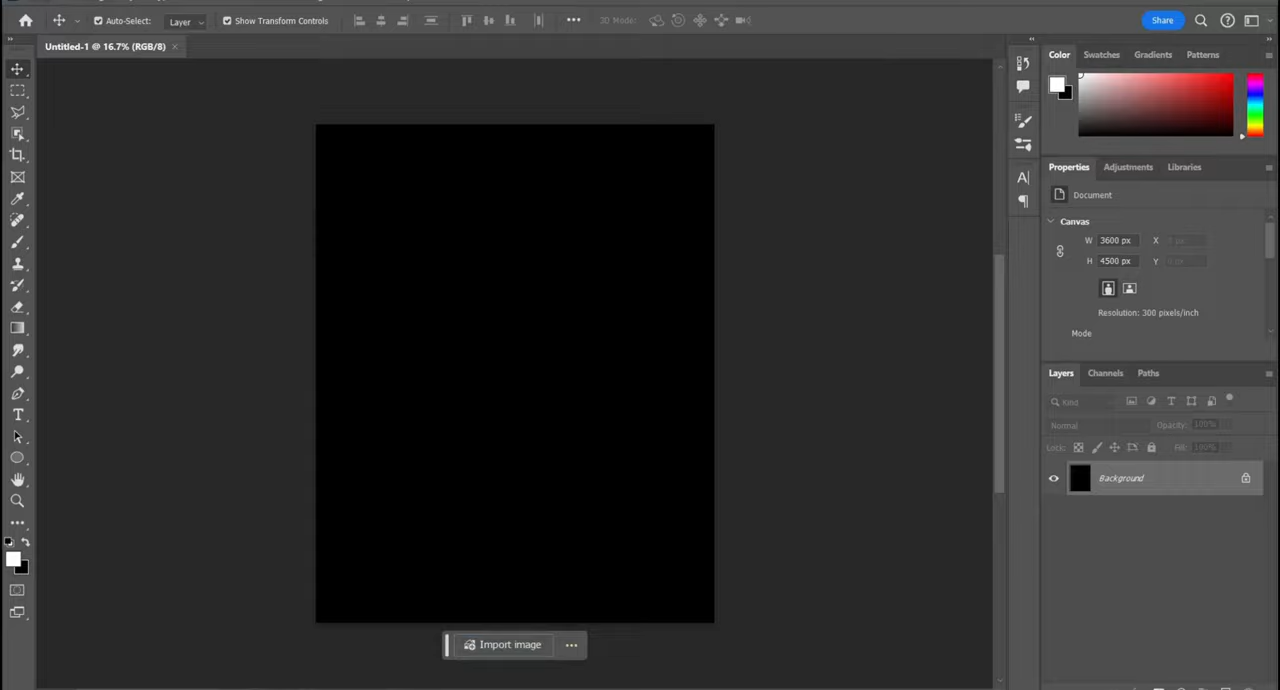 Auto-Select: Layer Show Transform Controls 3D Mode: Share
Untitled-1 @ 16.7% (RGB/8)
Color Swatches Gradients Patterns
Properties Adjustments Libraries
Document
Canvas
W 3600 px X
H 4500 px Y
Resolution: 300 pixels/inch
Mode
Layers Channels Paths
Kind
Normal Opacity: 100%
Lock: Fill: 100%
Background
Import image